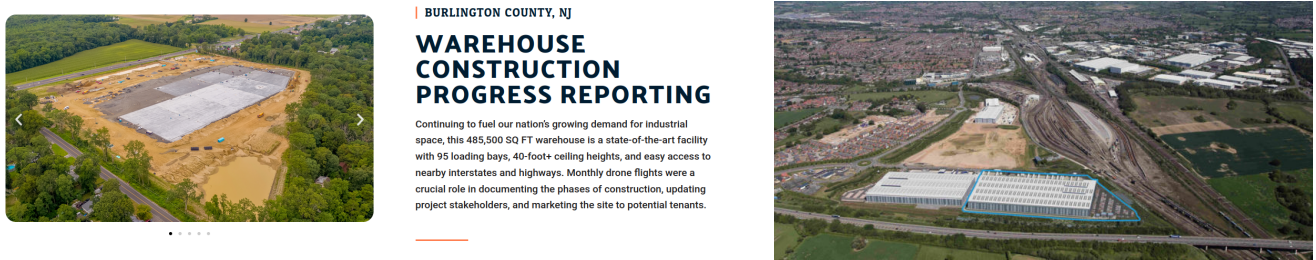 BURLINGTON COUNTY, NJ
WAREHOUSE
CONSTRUCTION
PROGRESS REPORTING
Continuing to fuel our nation's growing demand for industrial
space, this 485,500 SQ FT warehouse is a state-of-the-art facility
with 95 loading bays, 40-foot+ ceiling heights, and easy access to
nearby interstates and highways. Monthly drone flights were a
crucial role in documenting the phases of construction, updating
project stakeholders, and marketing the site to potential tenants.